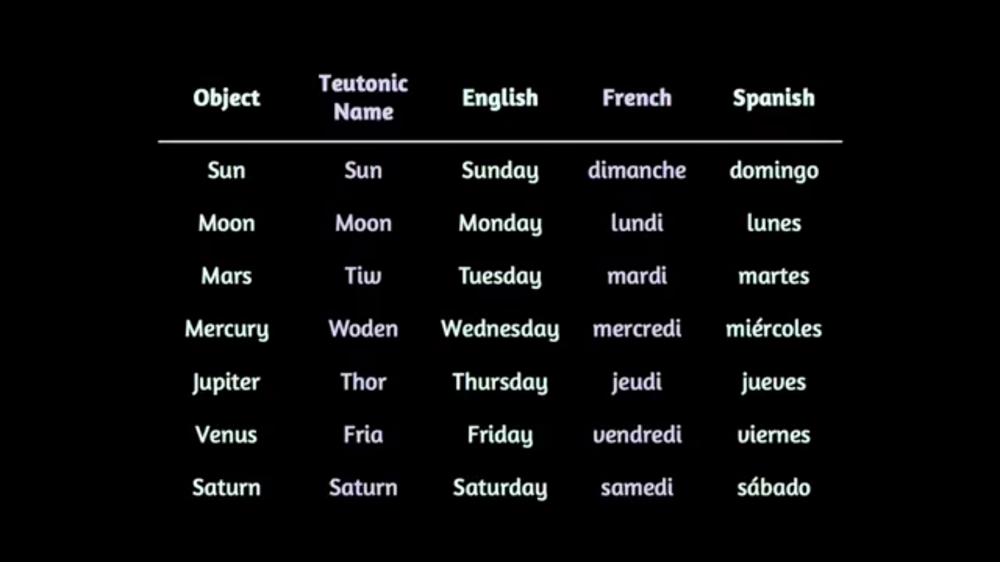 Object Teutonic Name English French Spanish
Sun Sun Sunday dimanche domingo
Moon Moon Monday lundi lunes
Mars Tiw Tuesday mardi martes
Mercury Woden Wednesday mercredi miércoles
Jupiter Thor Thursday jeudi jueves
Venus Fria Friday vendredi viernes
Saturn Saturn Saturday samedi sábado